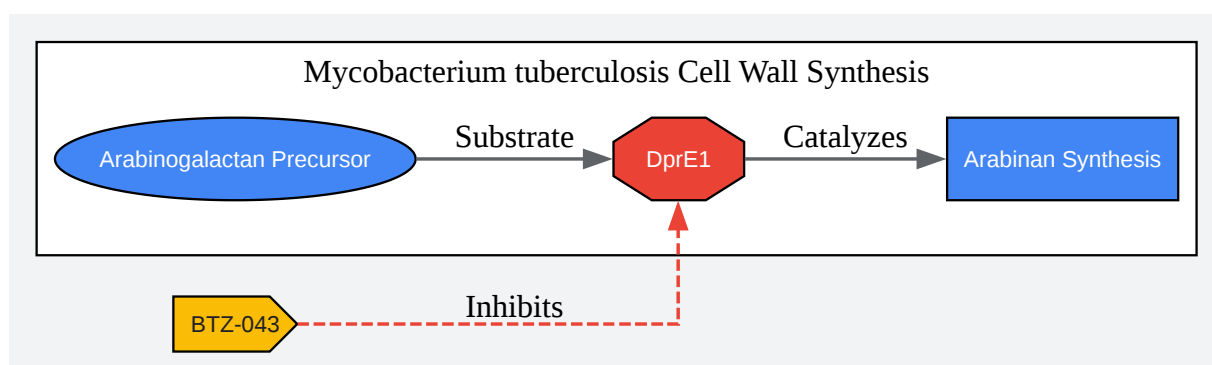 Mycobacterium tuberculosis Cell Wall Synthesis
Arabinogalactan Precursor
Substrate
DprE1
Catalyzes
Arabinan Synthesis
Inhibits
BTZ-043